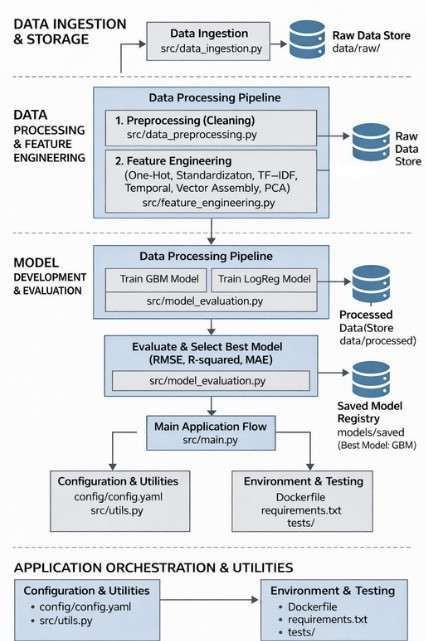 DATA INGESTION
& STORAGE
Data Ingestion
src/data_ingestion.py
Raw Data Store
data/raw/
DATA
PROCESSING
& FEATURE
ENGINEERING
Data Processing Pipeline
1. Preprocessing (Cleaning)
src/data_preprocessing.py
2. Feature Engineering
(One-Hot, Standardizaton, TF–IDF,
Temporal, Vector Assembly, PCA)
src/feature_engineering.py
Raw
Data
Store
MODEL
DEVELOPMENT
& EVALUATION
Data Processing Pipeline
Train GBM Model
Train LogReg Model
src/model_evaluation.py
Processed
Data(Store
data/processed)
Evaluate & Select Best Model
(RMSE, R-squared, MAE)
src/model_evaluation.py
Saved Model
Registry
models/saved
(Best Model: GBM)
Main Application Flow
src/main.py
Configuration & Utilities
config/config.yaml
src/utils.py
Environment & Testing
Dockerfile
requirements.txt
tests/
APPLICATION ORCHESTRATION & UTILITIES
Configuration & Utilities
• config/config.yaml
• src/utils.py
Environment & Testing
• Dockerfile
• requirements.txt
• tests/